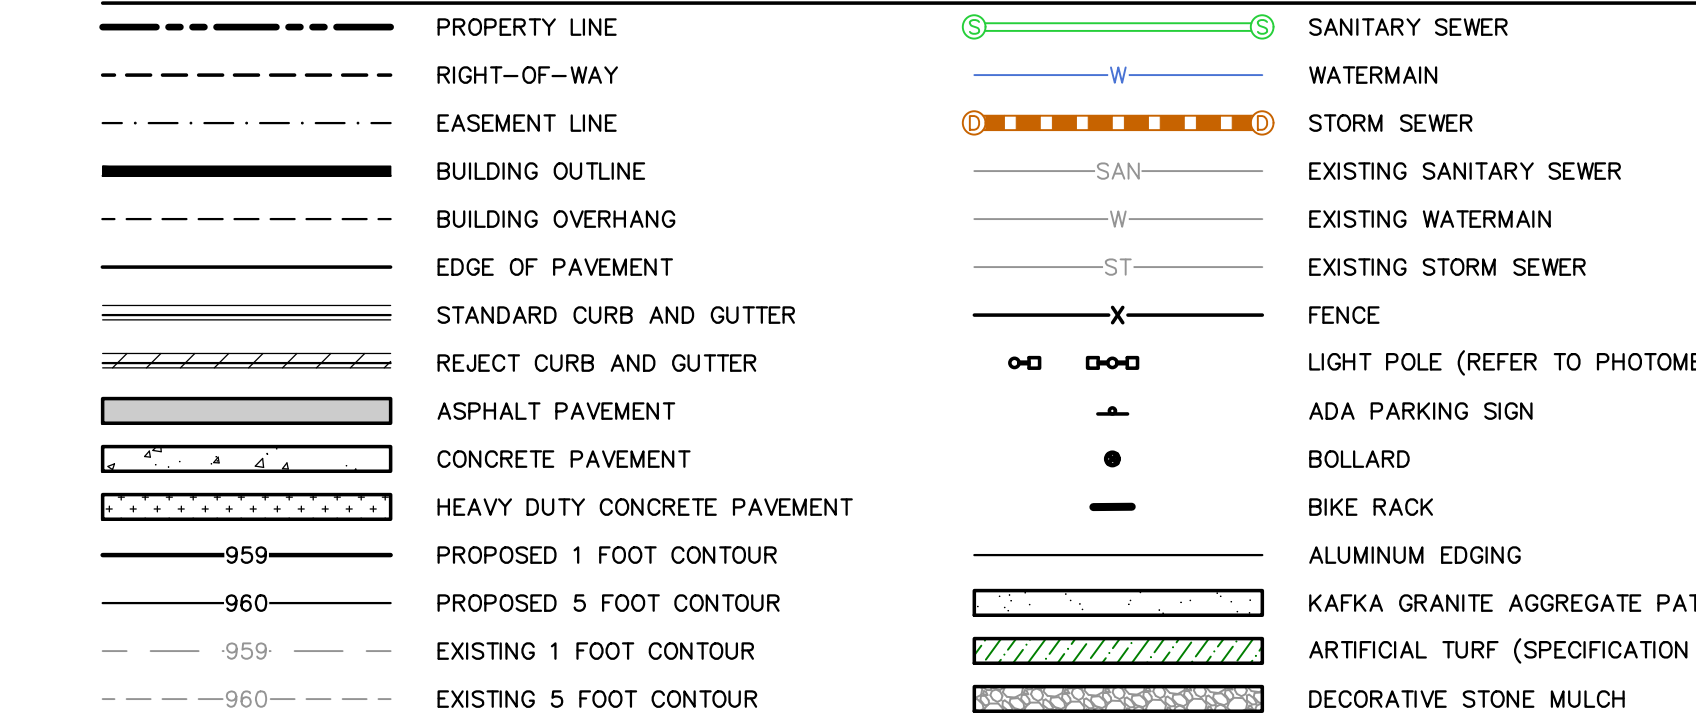 PROPERTY LINE
RIGHT-OF-WAY
EASEMENT LINE
BUILDING OUTLINE
BUILDING OVERHANG
EDGE OF PAVEMENT
STANDARD CURB AND GUTTER
REJECT CURB AND GUTTER
ASPHALT PAVEMENT
CONCRETE PAVEMENT
HEAVY DUTY CONCRETE PAVEMENT
959 PROPOSED 1 FOOT CONTOUR
960 PROPOSED 5 FOOT CONTOUR
959 EXISTING 1 FOOT CONTOUR
960 EXISTING 5 FOOT CONTOUR
S S SANITARY SEWER
W WATERMAIN
D D STORM SEWER
SAN EXISTING SANITARY SEWER
W EXISTING WATERMAIN
ST EXISTING STORM SEWER
X FENCE
LIGHT POLE (REFER TO PHOTOME
ADA PARKING SIGN
BOLLARD
BIKE RACK
ALUMINUM EDGING
KAFKA GRANITE AGGREGATE PAT
ARTIFICIAL TURF (SPECIFICATION
DECORATIVE STONE MULCH